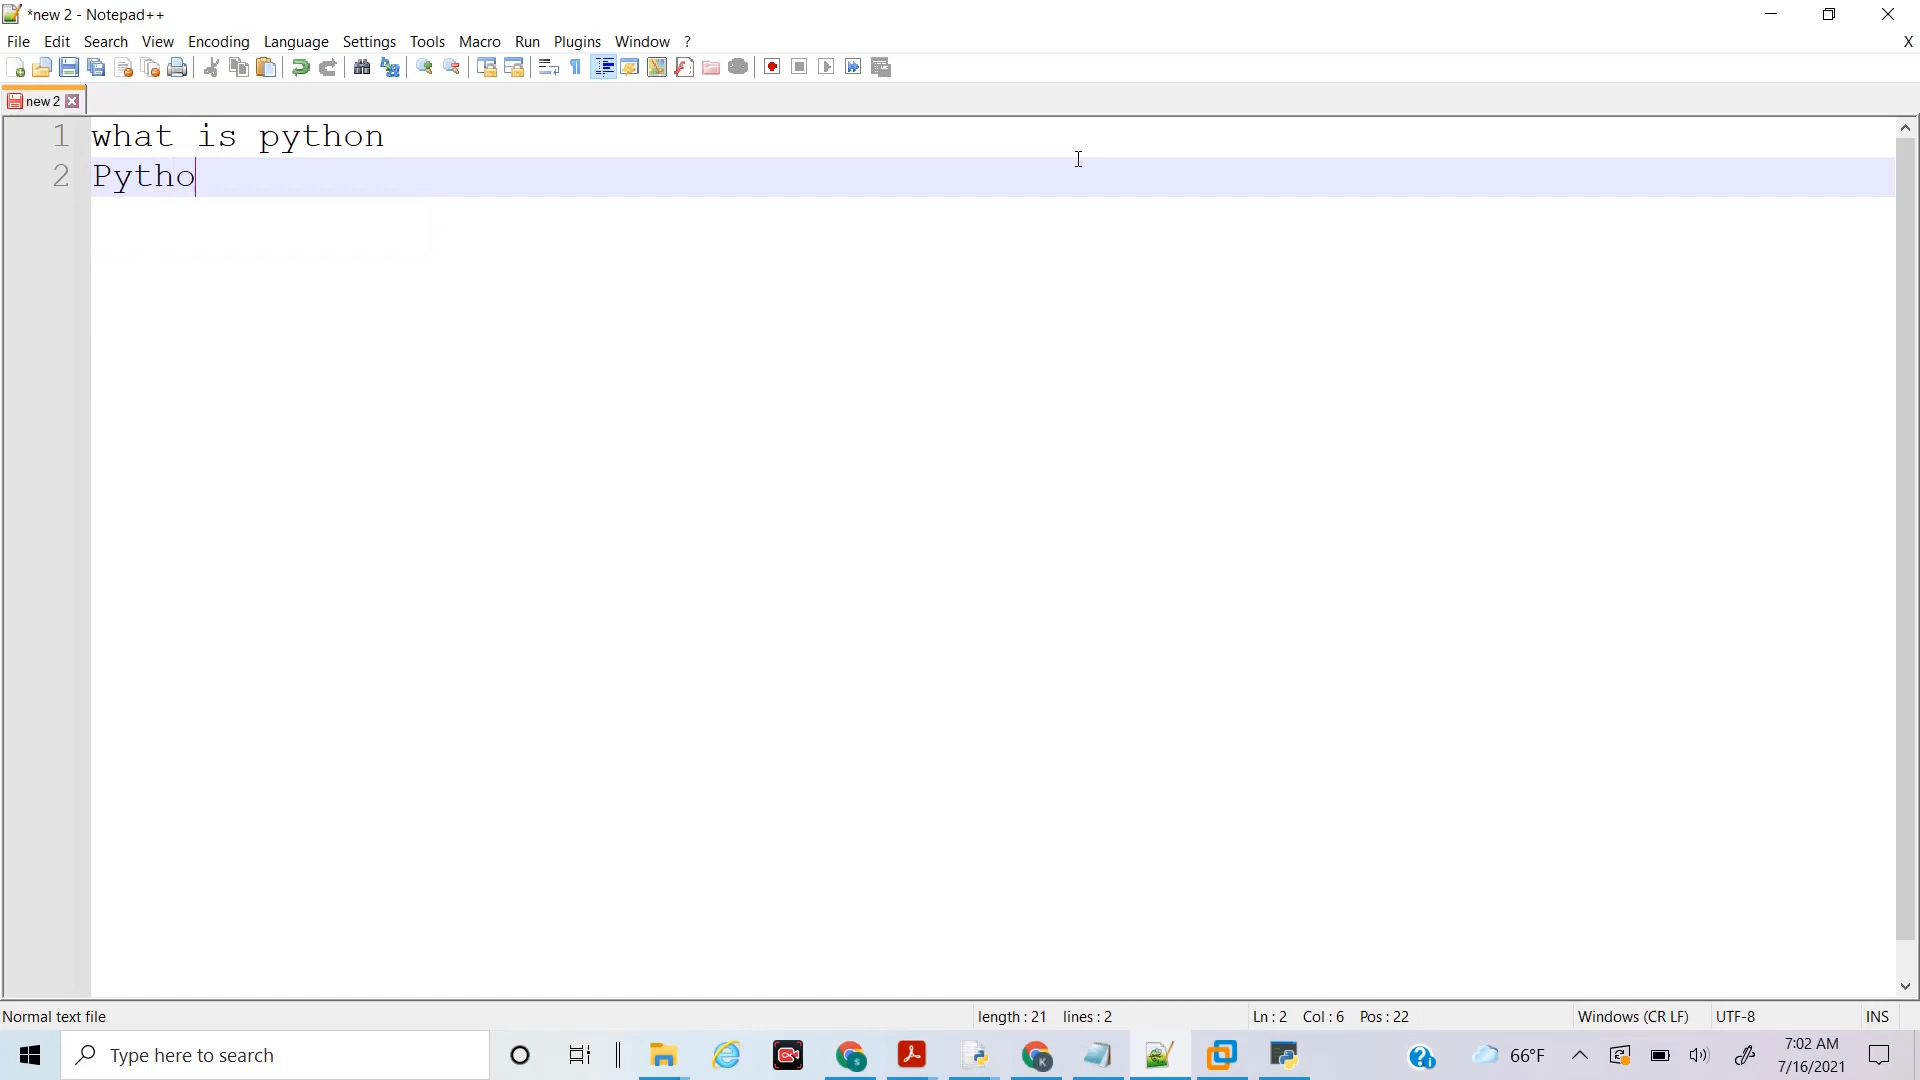 *new 2 - Notepad++
File Edit Search View Encoding Language Settings Tools Macro Run Plugins Window ?
X
new 2
1 what is python
2 Pytho
Normal text file length : 21 lines : 2 Ln : 2 Col : 6 Pos : 22 Windows (CR LF) UTF-8 INS
Type here to search
66°F
7:02 AM
7/16/2021